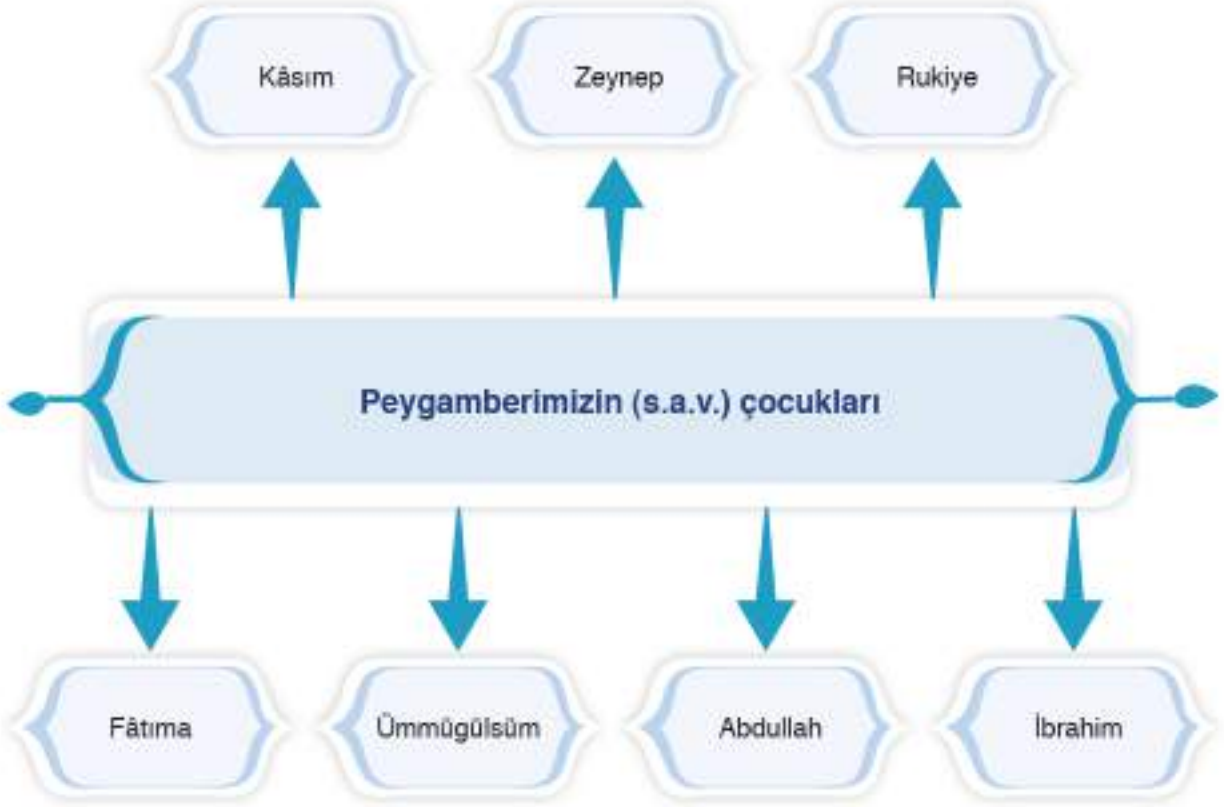 Kâsım
Zeynep
Rukiye
Peygamberimizin (s.a.v.) çocukları
Fâtıma
Ümmügülsüm
Abdullah
İbrahim